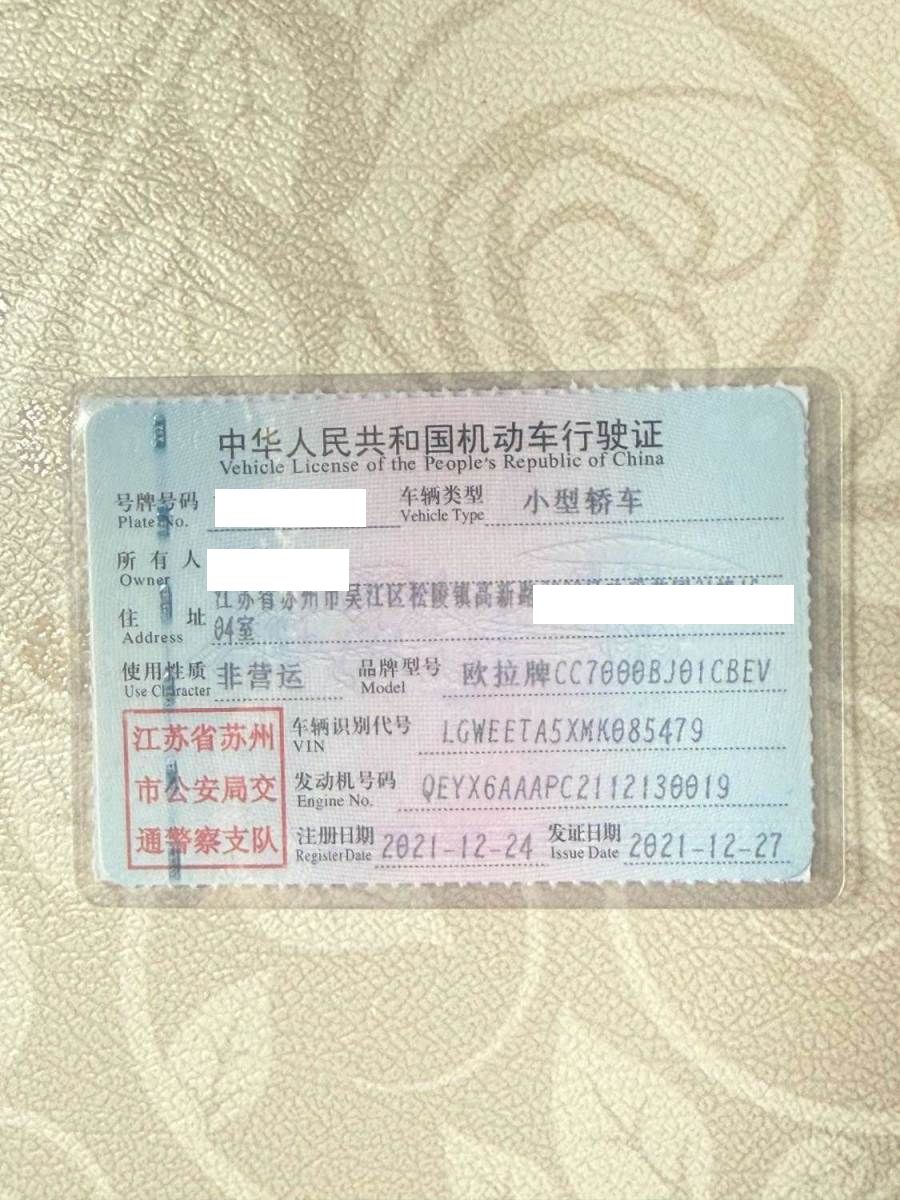 中华人民共和国机动车行驶证
Vehicle License of the People's Republic of China
号牌号码 车辆类型 小型轿车
Plate No. Vehicle Type
所有人
Owner
住址 江苏省苏州市吴江区松陵镇高新路
Address 04室
使用性质 非营运 品牌型号 欧拉牌CC7000BJ01CBEV
Use Character Model
江苏省苏州
市公安局交
通警察支队
车辆识别代号 LGWEETA5XMK085479
VIN
发动机号码 QEYX6AAAPC2112130019
Engine No.
注册日期 2021-12-24 发证日期 2021-12-27
Register Date Issue Date